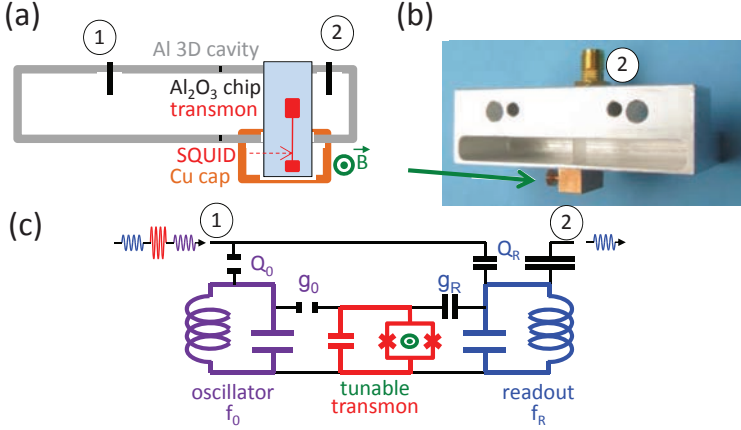 (a)
1
2
Al 3D cavity
Al₂O₃ chip
transmon
SQUID
Cu cap
B
(b)
2
(c)
1
2
Q₀
g₀
g_R
Q_R
oscillator
f₀
tunable
transmon
readout
f_R